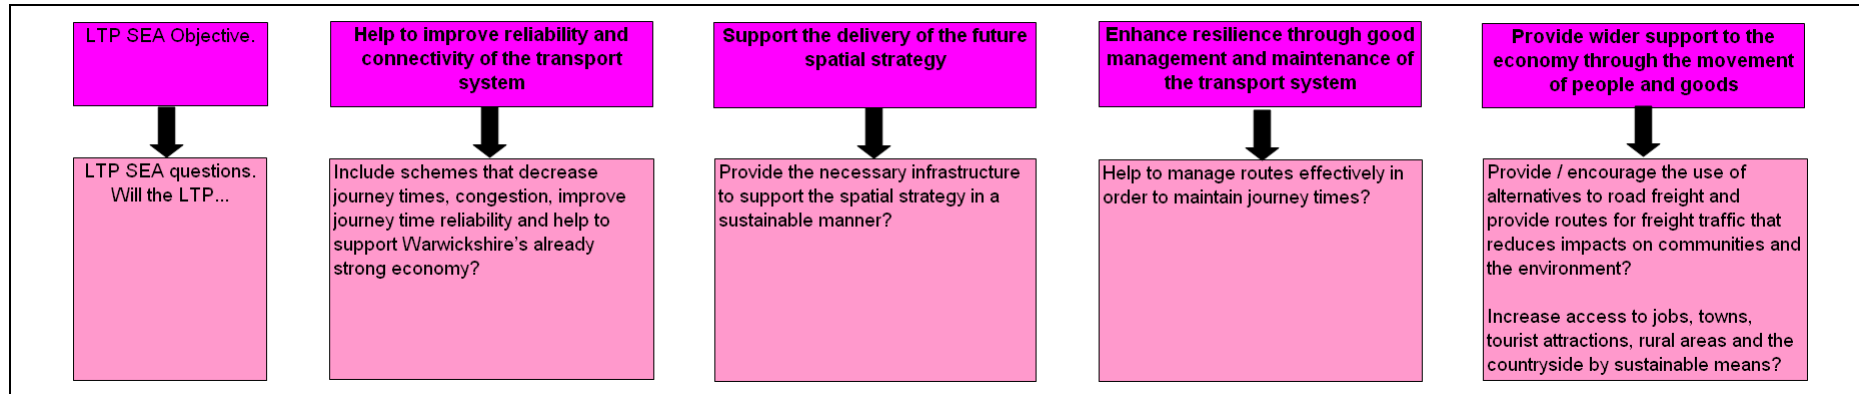 LTP SEA Objective.
Help to improve reliability and
connectivity of the transport
system
Support the delivery of the future
spatial strategy
Enhance resilience through good
management and maintenance of
the transport system
Provide wider support to the
economy through the movement
of people and goods
LTP SEA questions.
Will the LTP...
Include schemes that decrease
journey times, congestion, improve
journey time reliability and help to
support Warwickshire's already
strong economy?
Provide the necessary infrastructure
to support the spatial strategy in a
sustainable manner?
Help to manage routes effectively in
order to maintain journey times?
Provide / encourage the use of
alternatives to road freight and
provide routes for freight traffic that
reduces impacts on communities and
the environment?
Increase access to jobs, towns,
tourist attractions, rural areas and the
countryside by sustainable means?